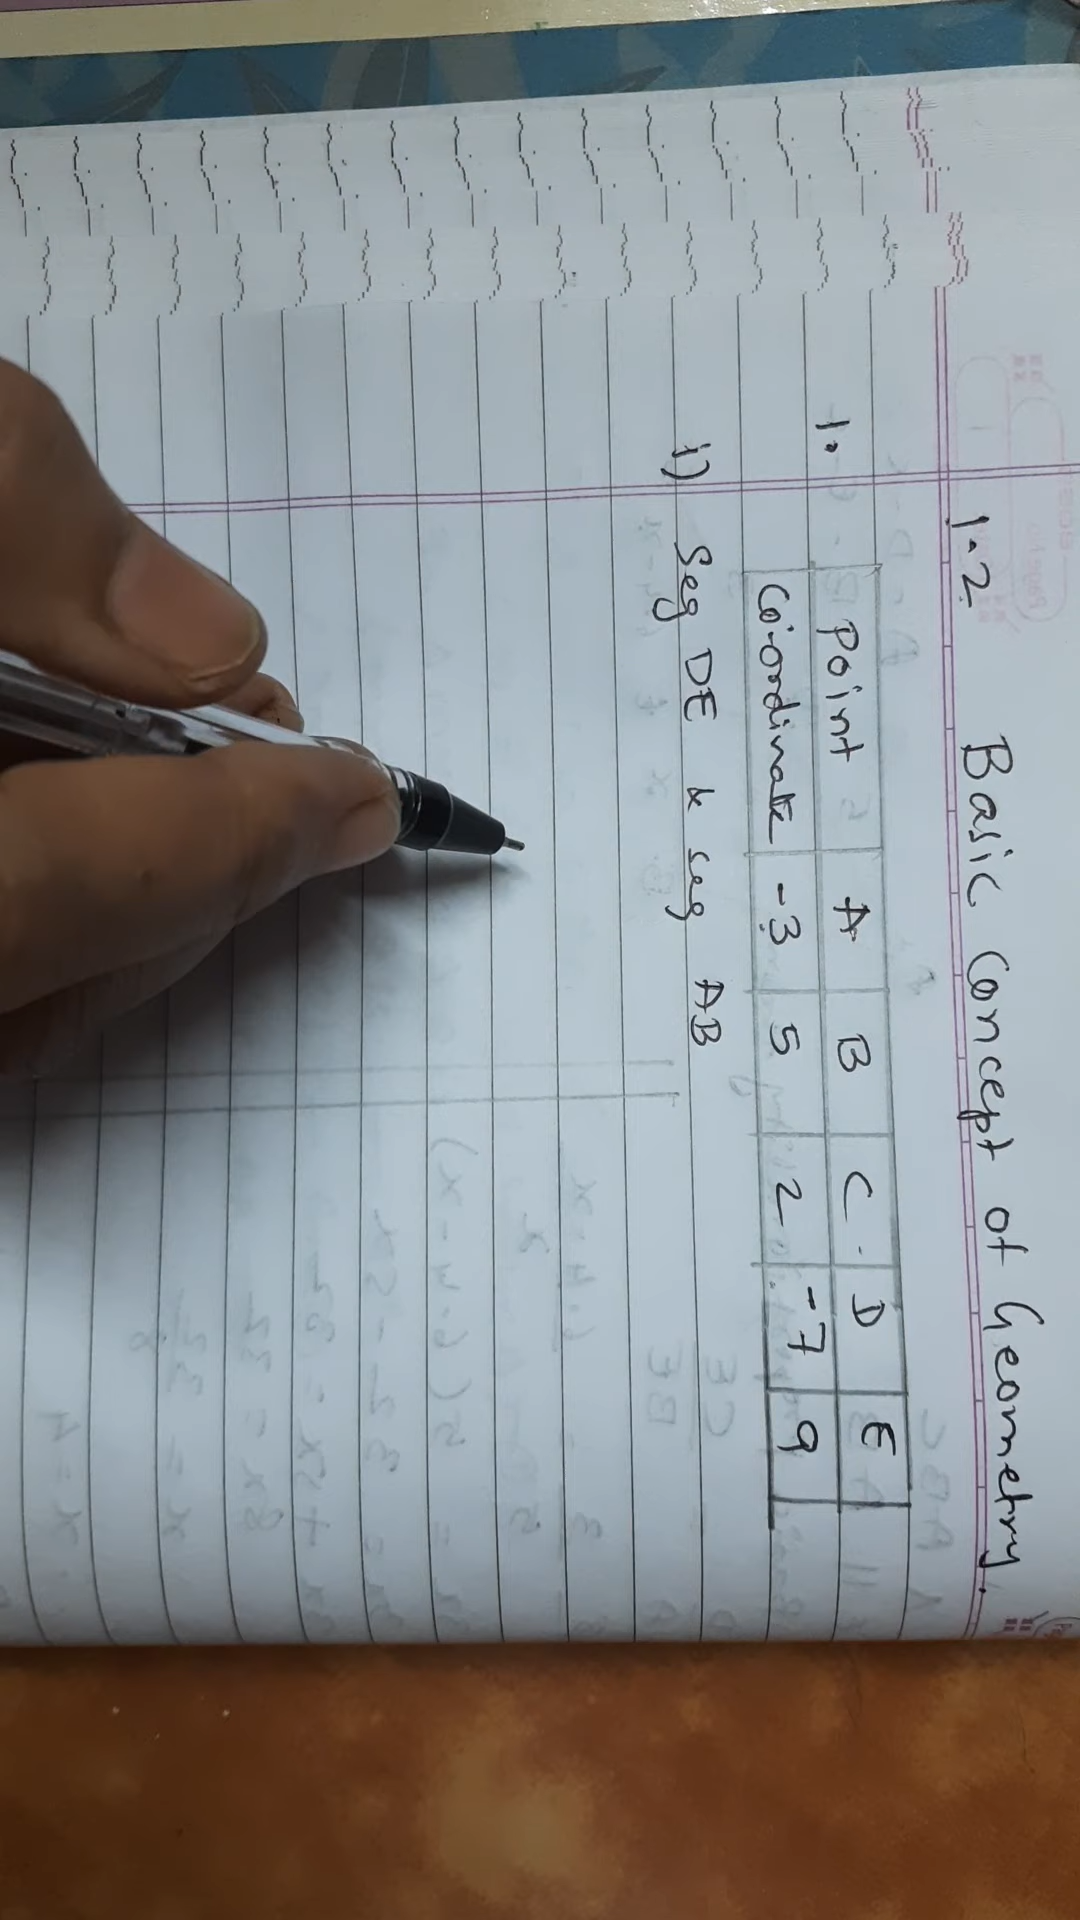 1.2 Basic concept of Geometry.
1. Point A B C D E
Co-ordinate -3 5 2 -7 9
i) Seg DE & seg AB